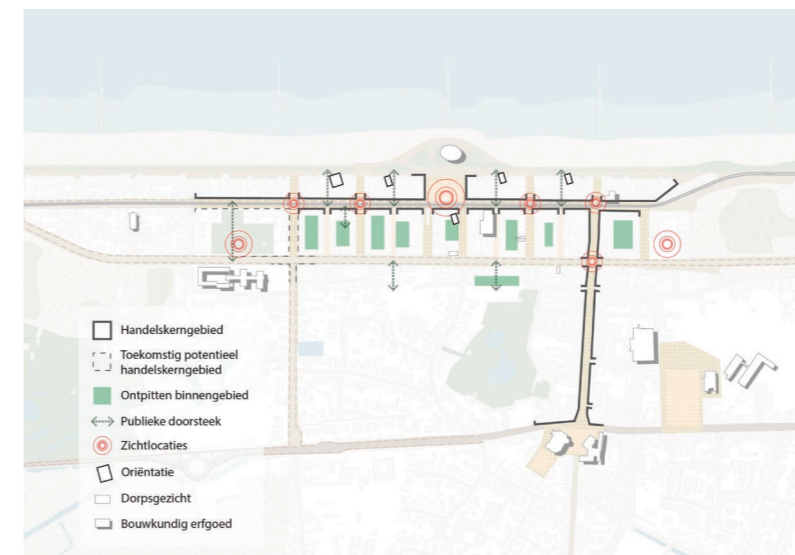 Handelskerngebied
Toekomstig potentieel
handelskerngebied
Ontpitten binnengebied
Publieke doorsteek
Zichtlocaties
Oriëntatie
Dorpsgezicht
Bouwkundig erfgoed